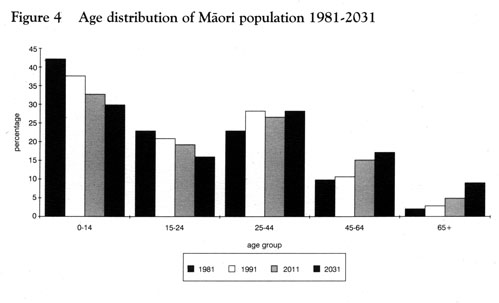 Figure 4 Age distribution of Māori population 1981-2031
45
40
35
30
25
20
15
10
5
0
percentage
0-14 15-24 25-44 45-64 65+
age group
1981 1991 2011 2031